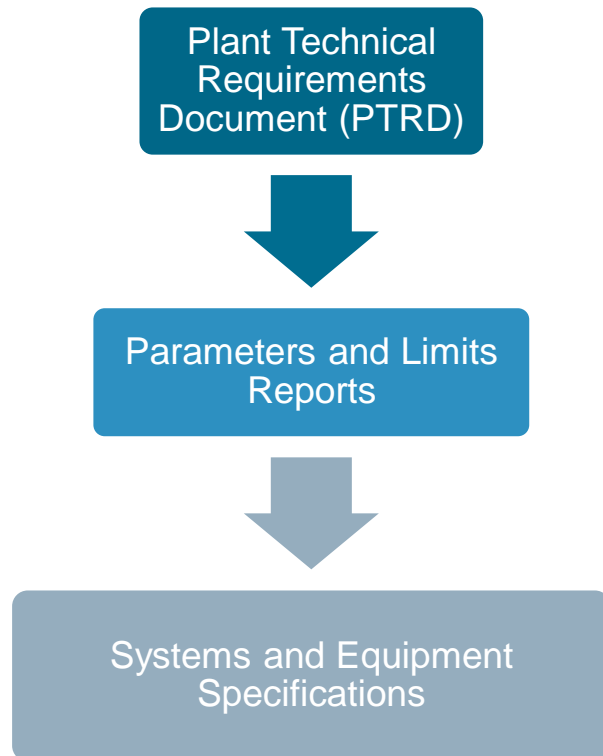 Plant Technical
Requirements
Document (PTRD)
Parameters and Limits
Reports
Systems and Equipment
Specifications